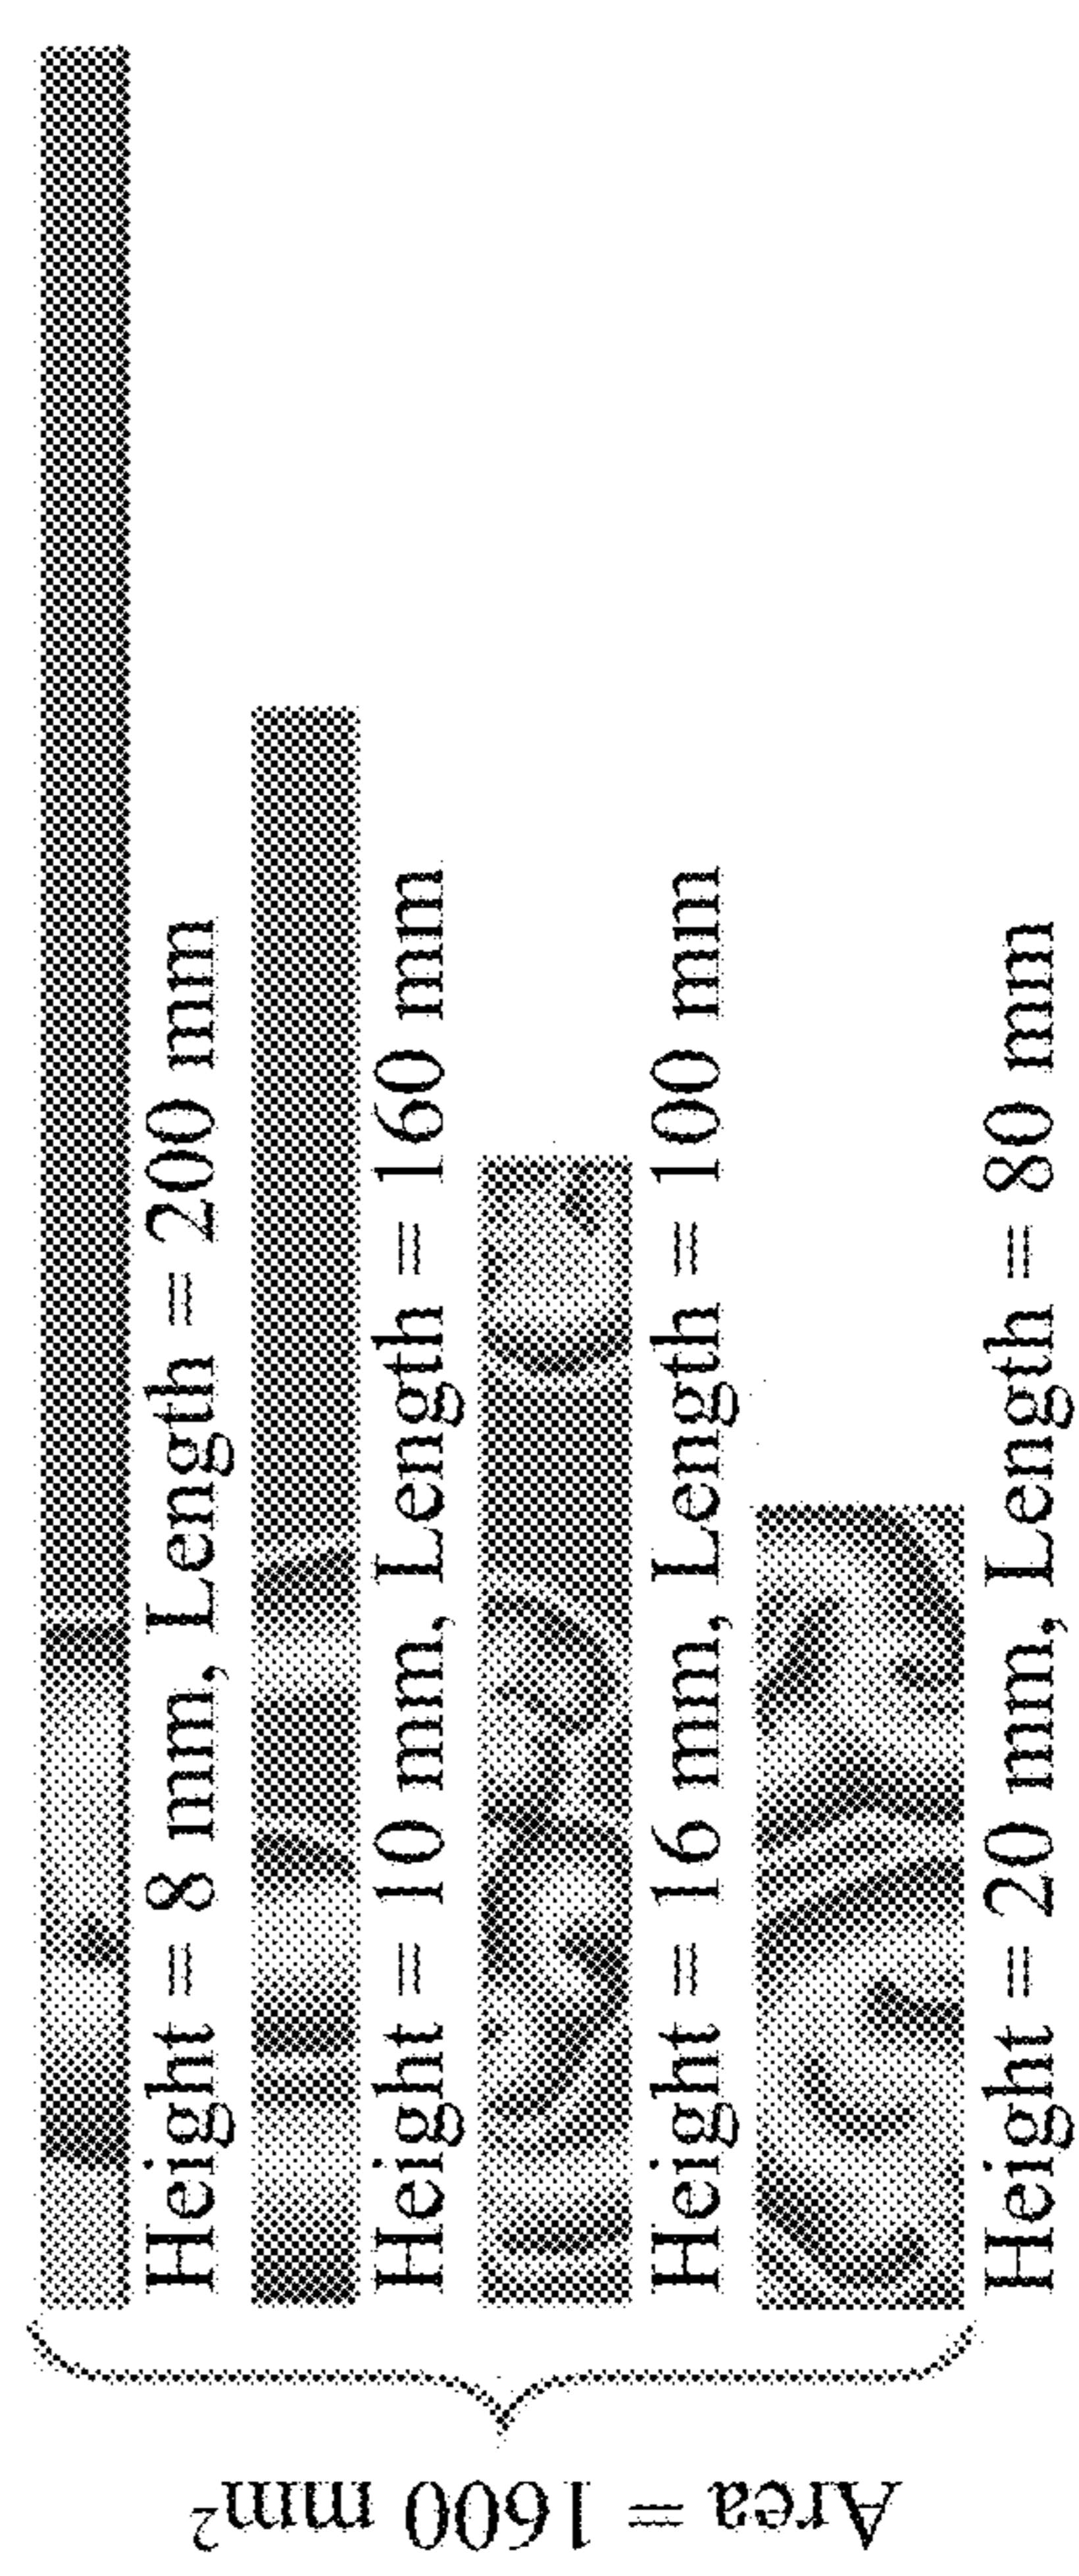 Height = 8 mm, Length = 200 mm
Height = 10 mm, Length = 160 mm
Height = 16 mm, Length = 100 mm
Height = 20 mm, Length = 80 mm
Area = 1600 mm²